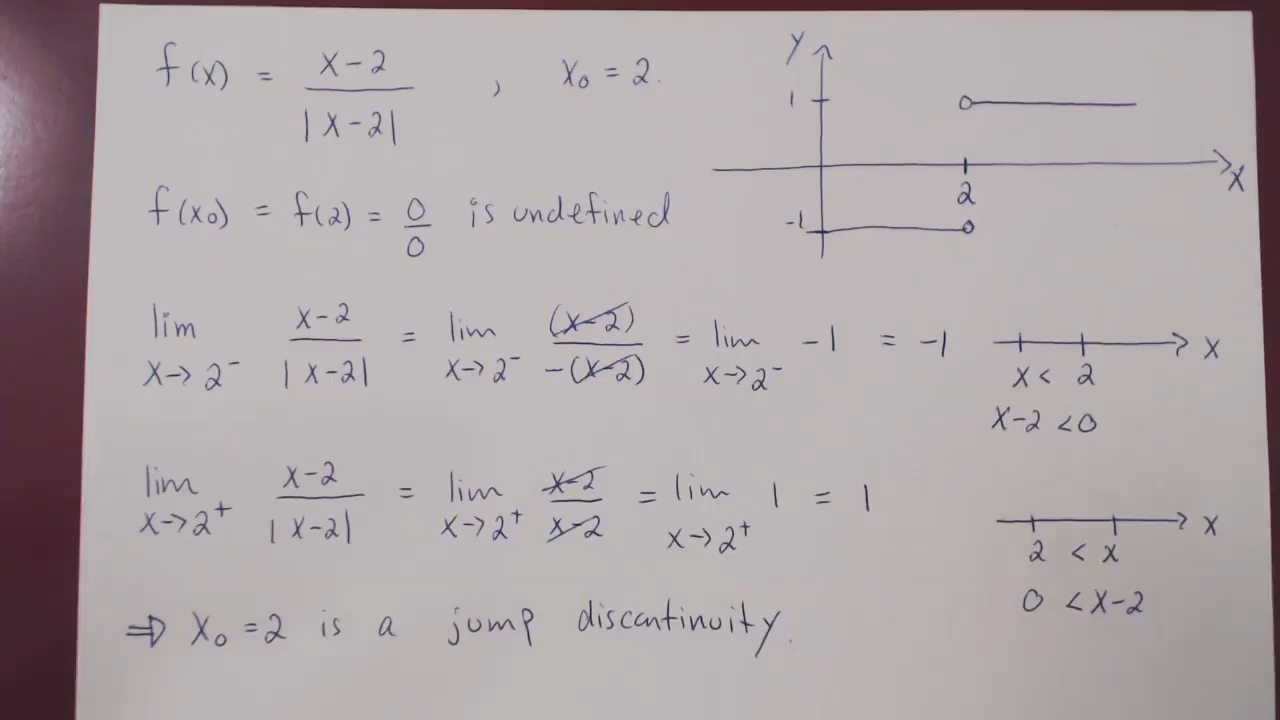 f(x) = (x-2)/|x-2| , x₀ = 2.
y
1
2
x
-1
f(x₀) = f(2) = 0/0 is undefined
lim x→2⁻ (x-2)/|x-2| = lim x→2⁻ (x-2)/-(x-2) = lim x→2⁻ -1 = -1
x < 2 x
x-2 < 0
lim x→2⁺ (x-2)/|x-2| = lim x→2⁺ (x-2)/(x-2) = lim x→2⁺ 1 = 1
2 < x x
0 < x-2
⇒ x₀ = 2 is a jump discontinuity.